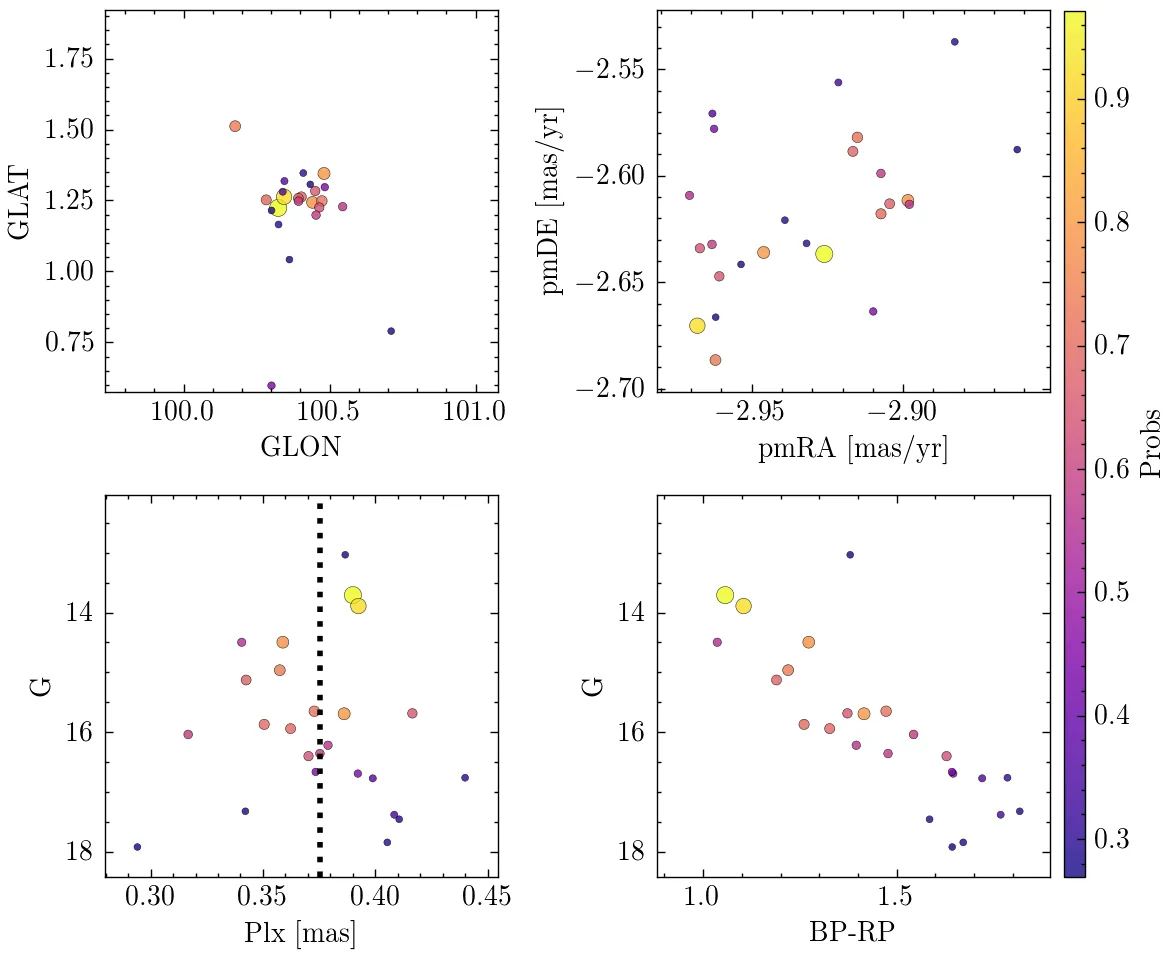 1.75
1.50
1.25
1.00
0.75
GLAT
100.0 100.5 101.0
GLON
−2.55
−2.60
−2.65
−2.70
pmDE [mas/yr]
−2.95 −2.90
pmRA [mas/yr]
14
16
18
G
0.30 0.35 0.40 0.45
Plx [mas]
14
16
18
G
1.0 1.5
BP-RP
0.9
0.8
0.7
0.6
0.5
0.4
0.3
Probs